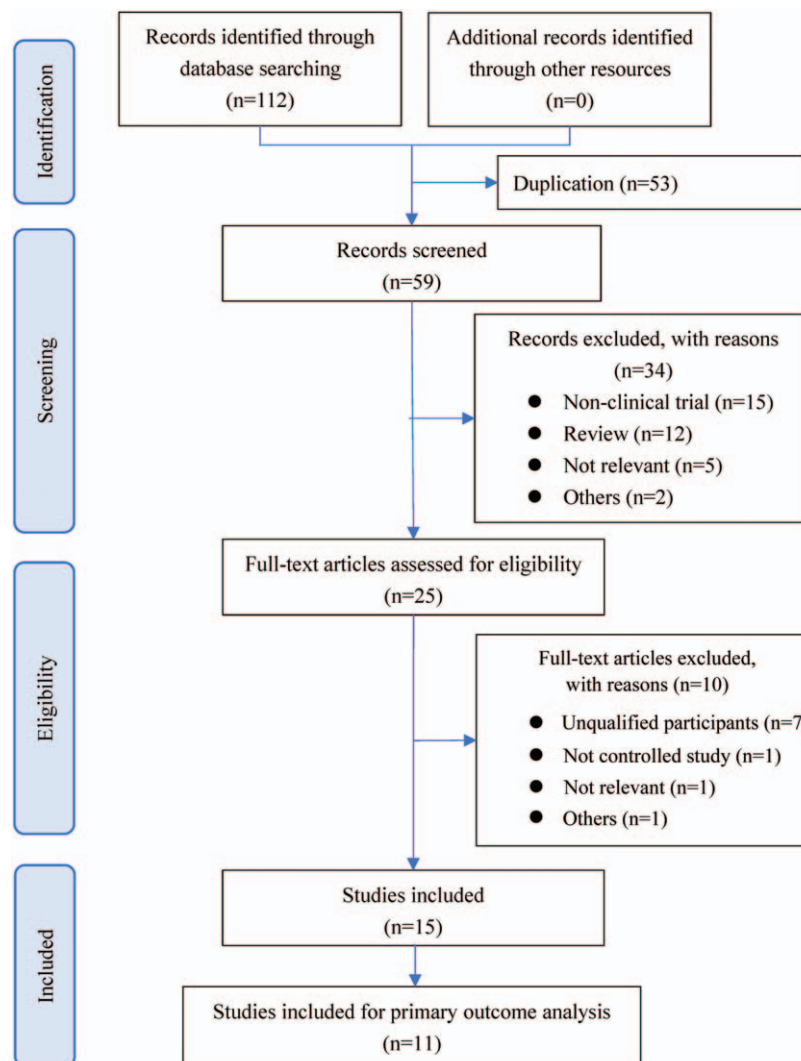 Records identified through
database searching
(n=112)
Additional records identified
through other resources
(n=0)
Identification
Duplication (n=53)
Records screened
(n=59)
Screening
Records excluded, with reasons
(n=34)
● Non-clinical trial (n=15)
● Review (n=12)
● Not relevant (n=5)
● Others (n=2)
Full-text articles assessed for eligibility
(n=25)
Eligibility
Full-text articles excluded,
with reasons (n=10)
● Unqualified participants (n=7
● Not controlled study (n=1)
● Not relevant (n=1)
● Others (n=1)
Studies included
(n=15)
Included
Studies included for primary outcome analysis
(n=11)